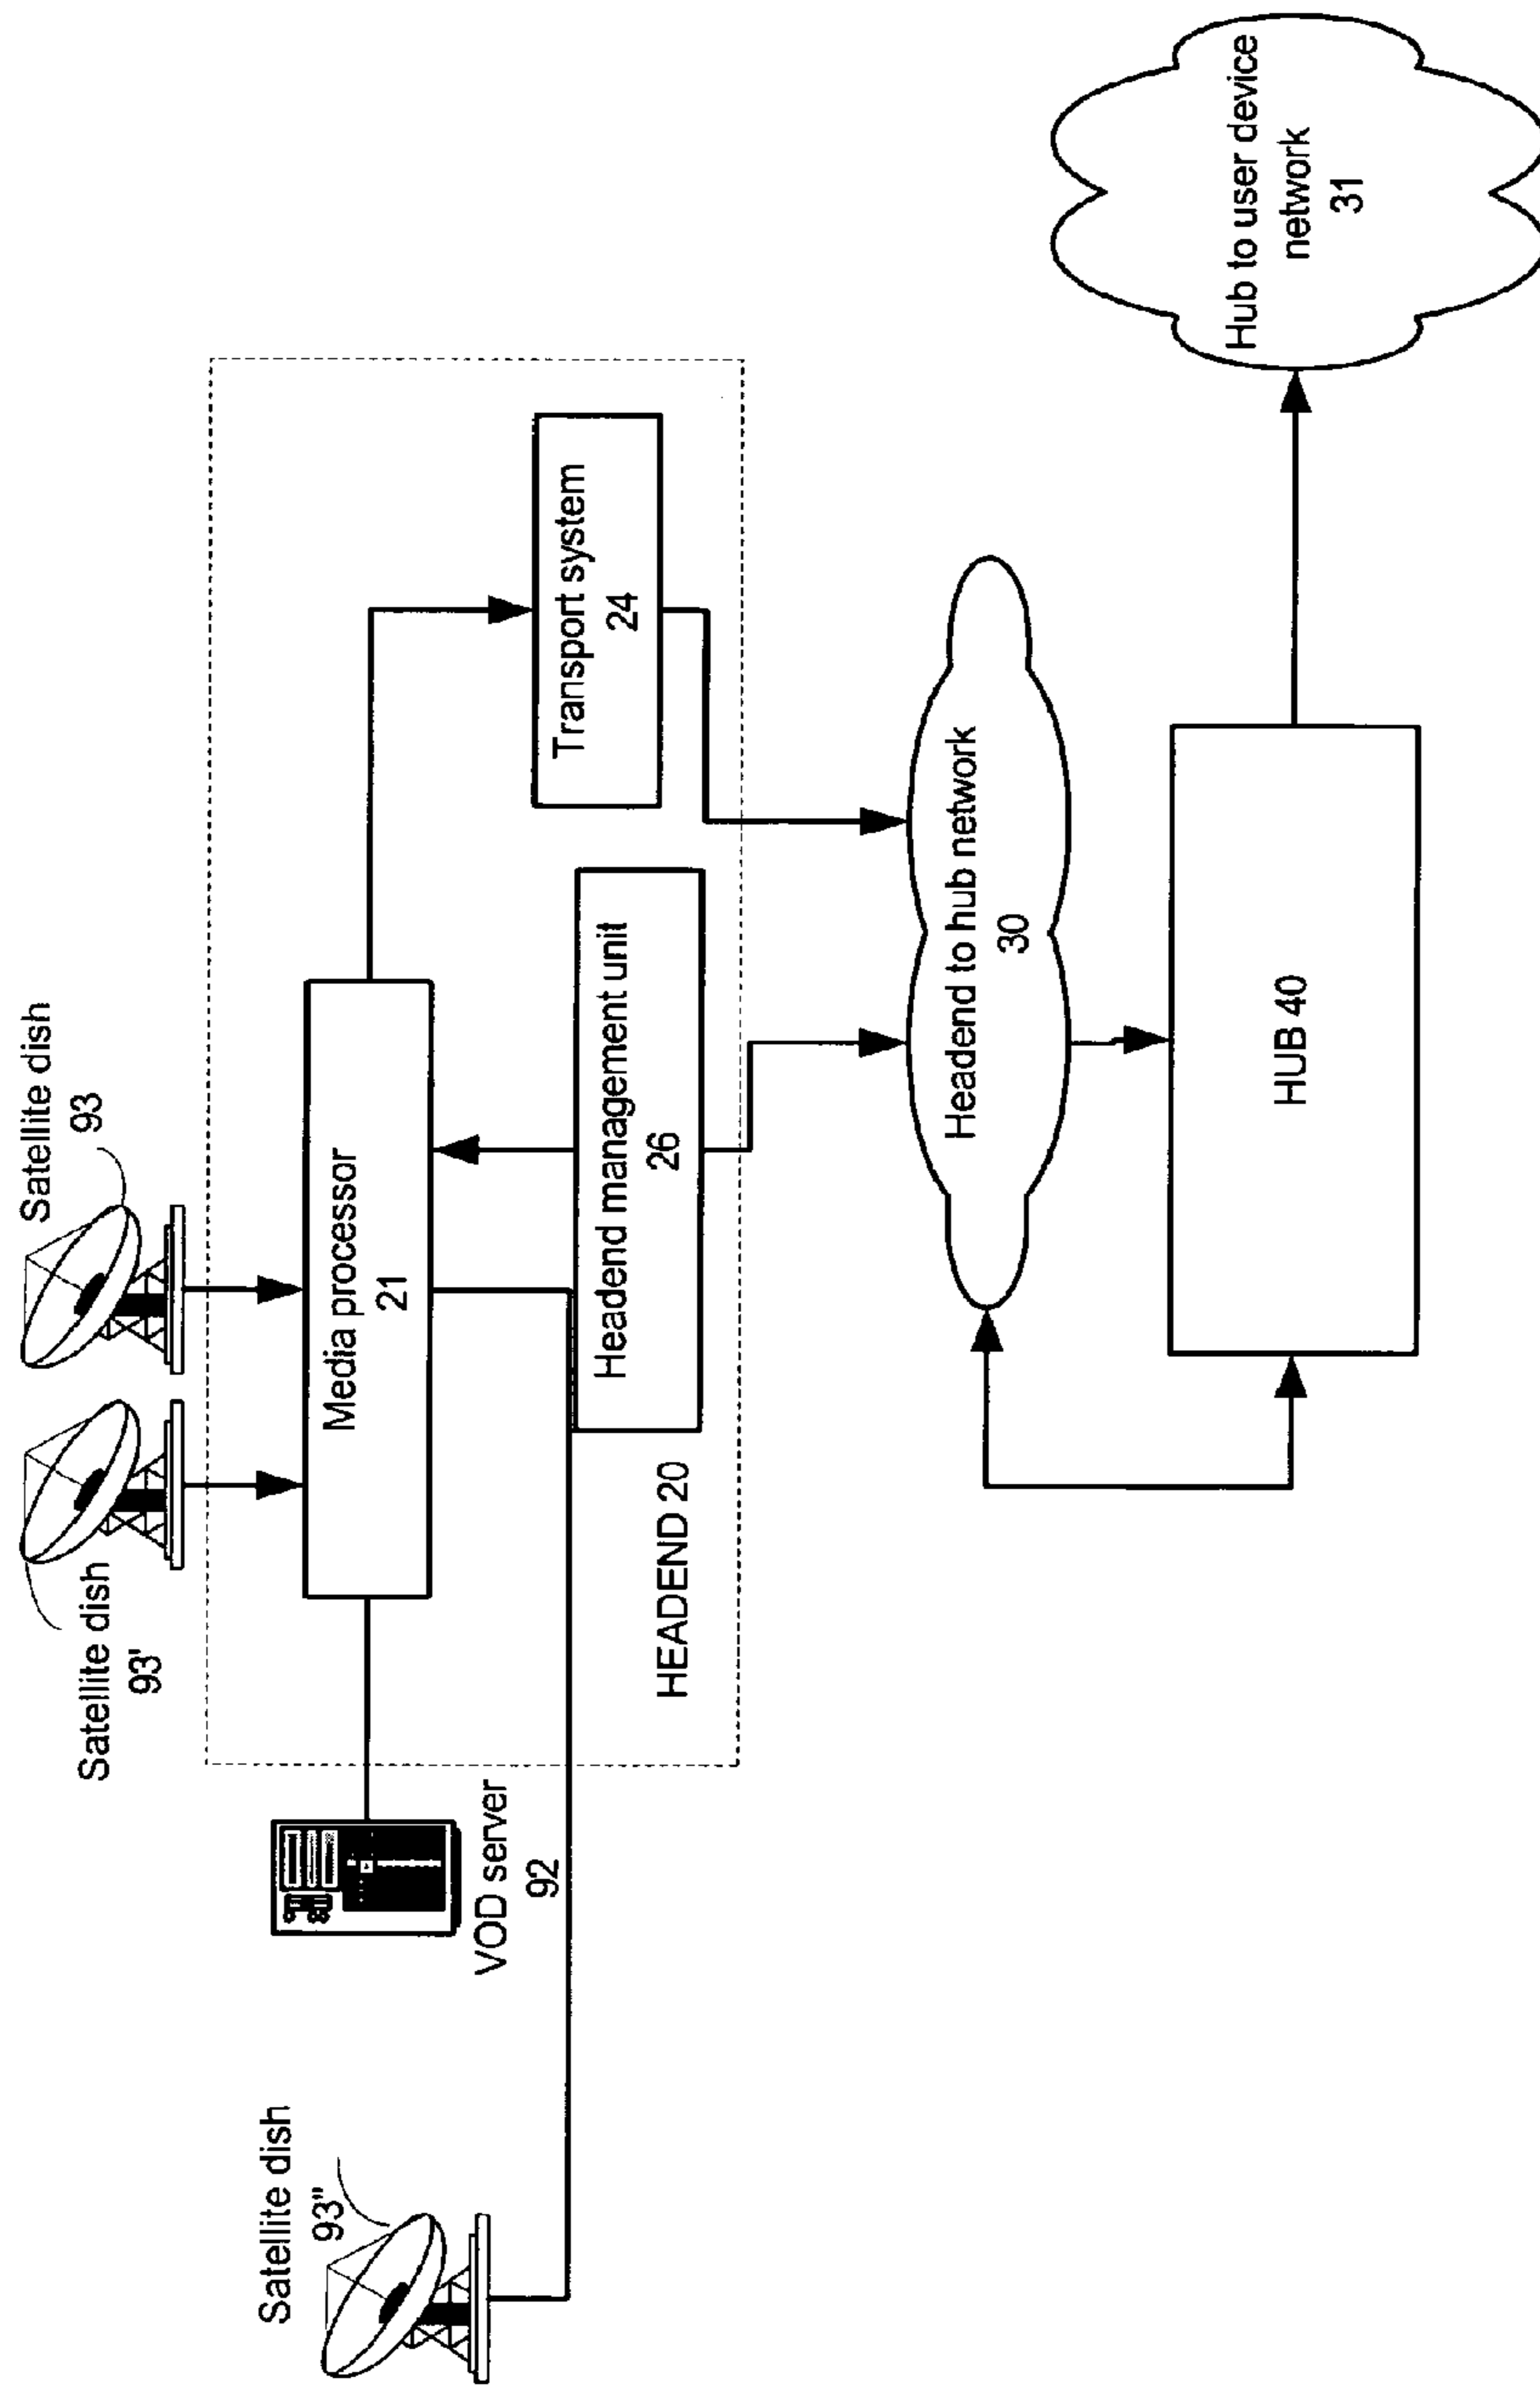 Satellite dish
93
Satellite dish
93'
Satellite dish
93"
VOD server
92
Media processor
21
Headend management unit
26
HEADEND 20
Transport system
24
Headend to hub network
30
HUB 40
Hub to user device
network
31